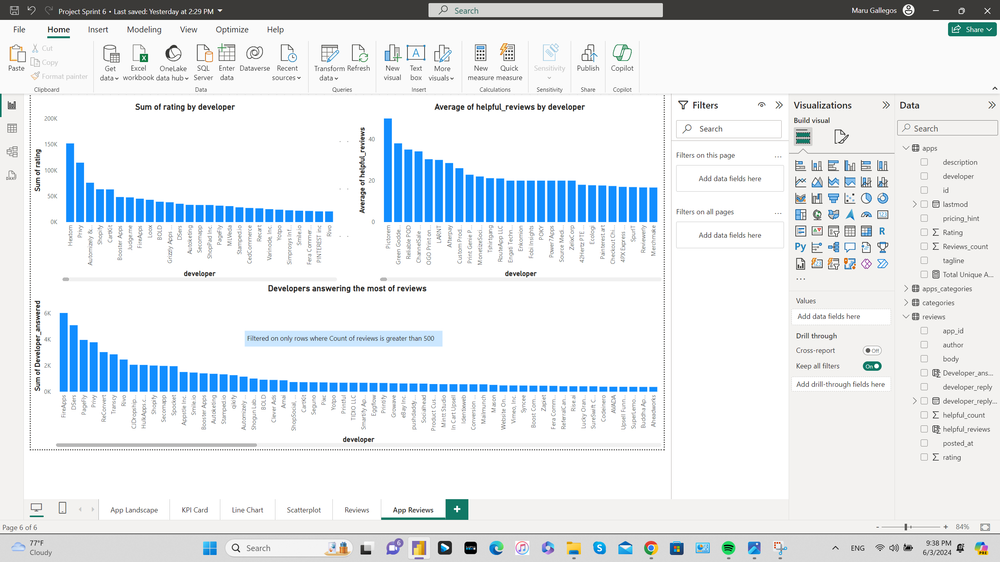 Project Sprint 6 • Last saved: Yesterday at 2:29 PM
Search
Maru Gallegos
File
Home
Insert
Modeling
View
Optimize
Help
Share
Paste
Cut
Copy
Format painter
Clipboard
Get data
Excel workbook
OneLake data hub
SQL Server
Enter data
Dataverse
Recent sources
Data
Transform data
Refresh
Queries
New visual
Text box
More visuals
Insert
New measure
Quick measure
Calculations
Sensitivity
Sensitivity
Publish
Share
Copilot
Copilot
DAX
Sum of rating by developer
Sum of rating
200K
150K
100K
50K
0K
Hextom
Privy
Automizely &...
Shopify
CartKit
Booster Apps
Judge.me
FireApps
Loox
BOLD
Grizzly Apps ...
DSers
Autoketing
Secomapp
ShopPad Inc.
PageFly
MLVeda
Stamped.io
CedCommerce
Recart
Varinode, Inc.
Yotpo
Simprosys Inf...
Smile.io
Fera Commer...
PINTEREST inc
Rivo
developer
Average of helpful_reviews by developer
Average of helpful_reviews
40
20
0
Pictorem
Green Godde...
Reliable POD
ChannelSale ...
OGO Print on...
LARNT
Afterpay
Custom Prod...
Print Genie P...
MonetizeSoci...
Tshirtgang
RouteApp LLC
Engati Techn...
Enkomion
Fobi Insights
POKY
Power7Apps
Source Medi...
ZelixCorp
42Hertz PTE ...
Ecologi
Painterest.art
Checkout Chi...
4PX Express ...
SpurIT
Reviewerly
Merchmake
developer
Developers answering the most of reviews
Sum of Developer_answered
6K
4K
2K
0K
Filtered on only rows where Count of reviews is greater than 500
FireApps
DSers
PageFly
Privy
ReConvert
Transcy
Rivo
CJDropship...
HulkApps.c...
Shopify
Secomapp
Spocket
Appstle Inc.
Smile.io
Booster Apps
Autoketing
Stamped.io
qikify
Automizely ...
Shogun Lab...
BOLD
Clever Ads
Amai
ShopSocial, ...
CartKit
Seguno
Pixc
Yotpo
Printful
TIDIO LLC
Smartify Ap...
Eggflow
Printify
Growave
eBay Inc.
pushdaddy....
Socialhead
Product Cus...
Mintt Studio
In Cart Upsell
Identixweb
Conversion ...
Mailmunch
Mason
Website On...
Vimeo, Inc.
Syncee
Boost Com...
Zapiet
Fera Comm...
ReferralCan...
Rise.ai
Lucky Oran...
SureSwift C...
Codeinero
AVADA
Upsell Funn...
SuperLemo...
Buddha Ap...
Aheadworks
developer
Filters
Search
Filters on this page
...
Add data fields here
Filters on all pages
...
Add data fields here
Visualizations
Build visual
123
R
Py
123
...
Values
Add data fields here
Drill through
Cross-report
Off
Keep all filters
On
Add drill-through fields here
Data
Search
apps
description
developer
id
lastmod
pricing_hint
Rating
Reviews_count
tagline
Total Unique A...
apps_categories
categories
reviews
app_id
author
body
Developer_ans...
developer_reply
developer_reply...
helpful_count
helpful_reviews
posted_at
rating
App Landscape
KPI Card
Line Chart
Scatterplot
Reviews
App Reviews
+
Page 6 of 6
- + 84%
77°F
Cloudy
Search
6
GoPro
ENG
9:38 PM
6/3/2024
PRE